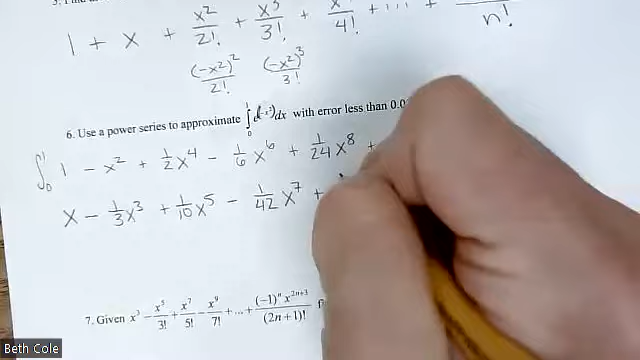 1 + x + x²/2! + x³/3! + x⁴/4! + ... + n!
(-x²)²/2! (-x²)³/3!
6. Use a power series to approximate ∫₀¹ e^(-x²) dx with error less than 0.0
∫₀¹ 1 - x² + 1/2 x⁴ - 1/6 x⁶ + 1/24 x⁸ +
x - 1/3 x³ + 1/10 x⁵ - 1/42 x⁷ +
7. Given x³ - x⁵/3! + x⁷/5! - x⁹/7! + ... + (-1)ⁿ x²ⁿ⁺³/(2n+1)!
Beth Cole